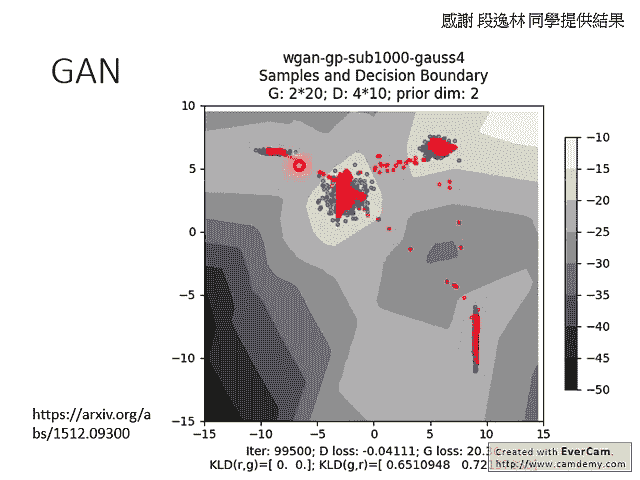 感謝 段逸林 同學提供結果
GAN
wgan-gp-sub1000-gauss4
Samples and Decision Boundary
G: 2*20; D: 4*10; prior dim: 2
10
5
0
−5
−10
−15
−15
−10
−5
0
5
10
15
−10
−15
−20
−25
−30
−35
−40
−45
−50
https://arxiv.org/a
bs/1512.09300
Iter: 99500; D loss: -0.04111; G loss: 20.3
KLD(r,g)=[ 0. 0.]; KLD(g,r)=[ 0.6510948 0.721
Created with EverCam.
http://www.camdemy.com